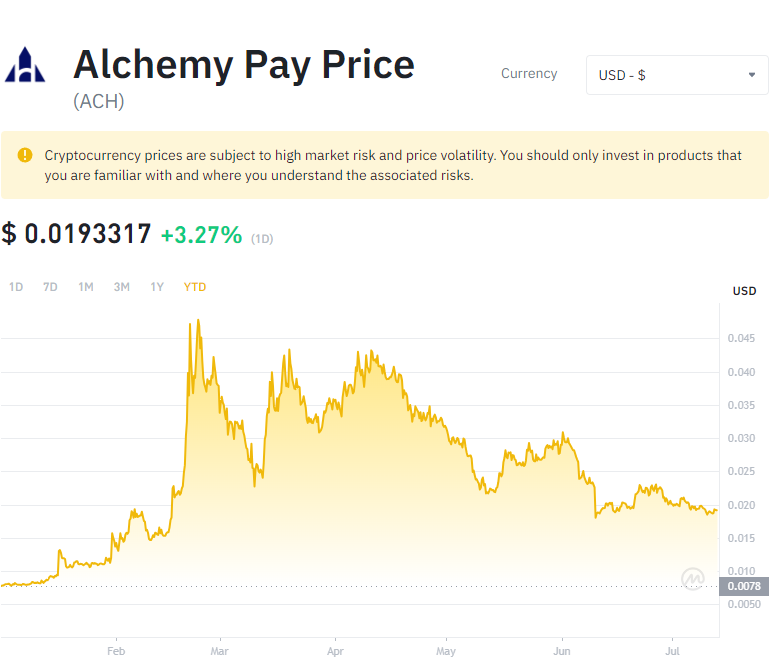 Alchemy Pay Price
(ACH)
Currency
USD - $
Cryptocurrency prices are subject to high market risk and price volatility. You should only invest in products that
you are familiar with and where you understand the associated risks.
$ 0.0193317 +3.27% (1D)
1D 7D 1M 3M 1Y YTD
USD
0.045
0.040
0.035
0.030
0.025
0.020
0.015
0.010
0.0078
0.0050
Feb Mar Apr May Jun Jul